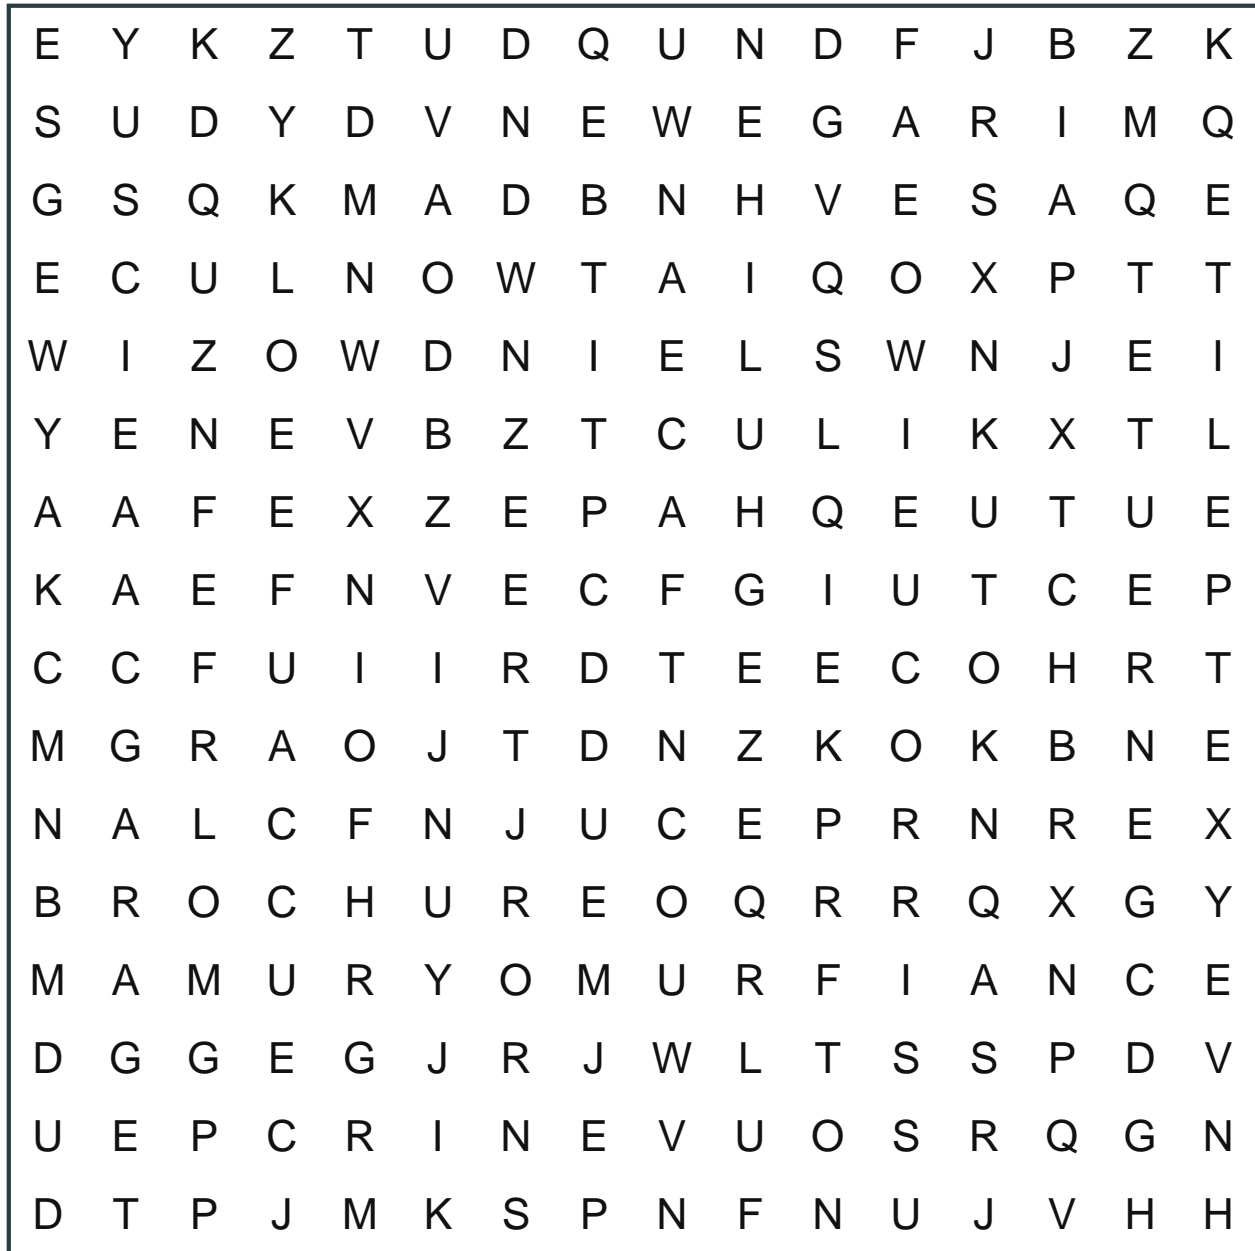 E Y K Z T U D Q U N D F J B Z K
S U D Y D V N E W E G A R I M Q
G S Q K M A D B N H V E S A Q E
E C U L N O W T A I Q O X P T T
W I Z O W D N I E L S W N J E I
Y E N E V B Z T C U L I K X T L
A A F E X Z E P A H Q E U T U E
K A E F N V E C F G I U T C E P
C C F U I I R D T E E C O H R T
M G R A O J T D N Z K O K B N E
N A L C F N J U C E P R N R E X
B R O C H U R E O Q R R Q X G Y
M A M U R Y O M U R F I A N C E
D G G E G J R J W L T S S P D V
U E P C R I N E V U O S R Q G N
D T P J M K S P N F N U J V H H